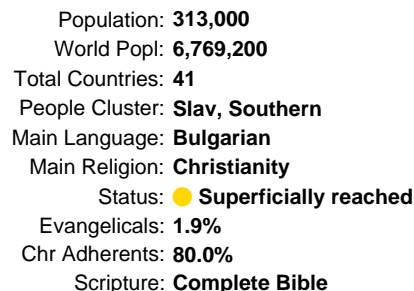 Population: 313,000
World Popl: 6,769,200
Total Countries: 41
People Cluster: Slav, Southern
Main Language: Bulgarian
Main Religion: Christianity
Status: Superficially reached
Evangelicals: 1.9%
Chr Adherents: 80.0%
Scripture: Complete Bible